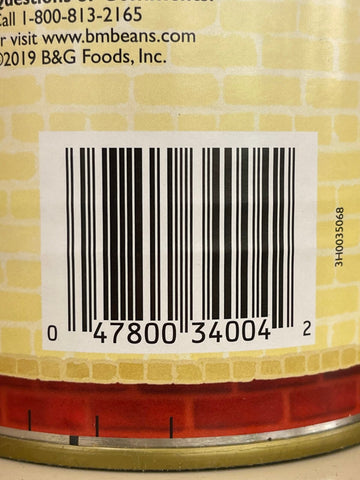 Call 1-800-813-2165
or visit www.bmbeans.com
©2019 B&G Foods, Inc.
3H0035068
0 47800 34004 2